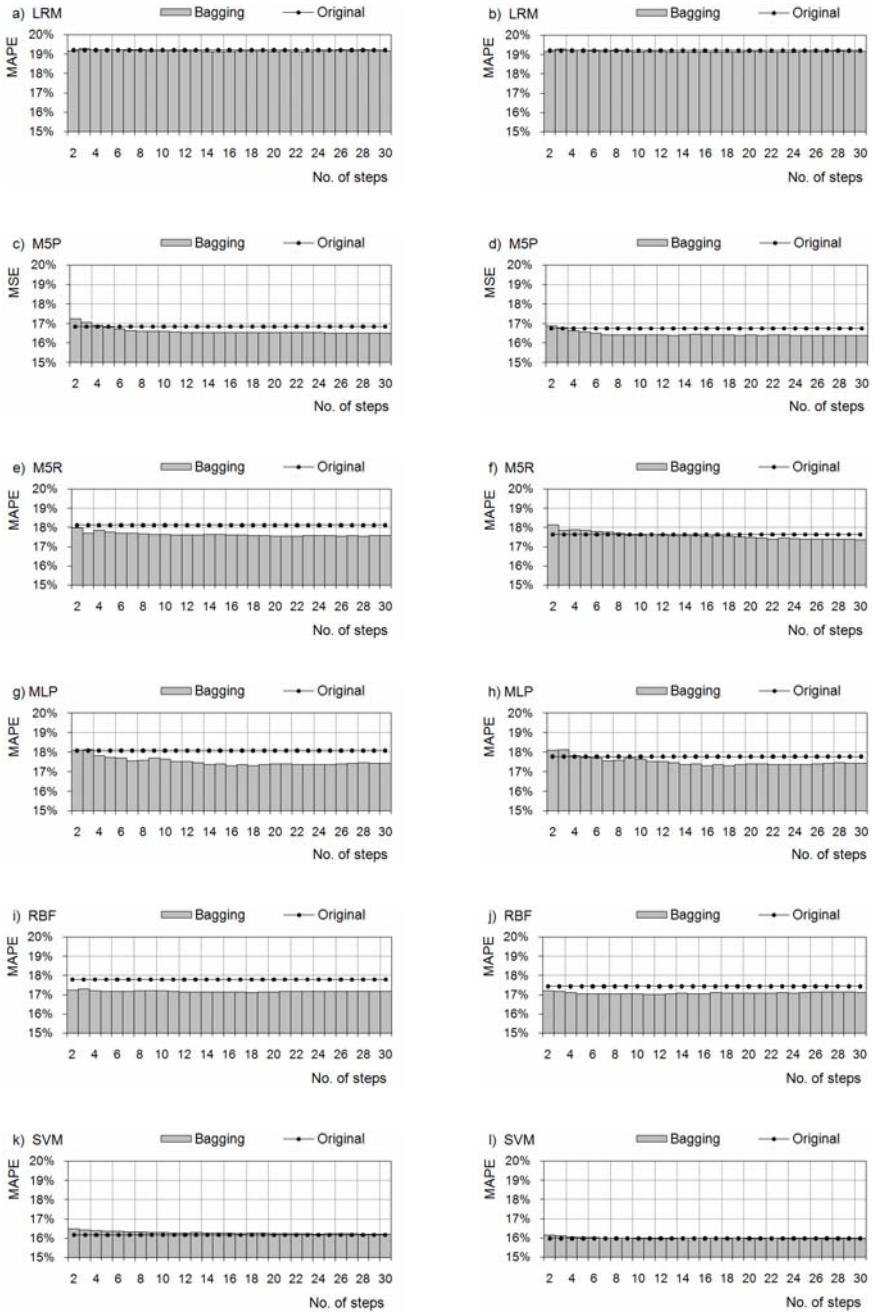 a) LRM Bagging Original
MAPE
20%
19%
18%
17%
16%
15%
2 4 6 8 10 12 14 16 18 20 22 24 26 28 30
No. of steps
b) LRM Bagging Original
MAPE
20%
19%
18%
17%
16%
15%
2 4 6 8 10 12 14 16 18 20 22 24 26 28 30
No. of steps
c) M5P Bagging Original
MSE
20%
19%
18%
17%
16%
15%
2 4 6 8 10 12 14 16 18 20 22 24 26 28 30
No. of steps
d) M5P Bagging Original
MSE
20%
19%
18%
17%
16%
15%
2 4 6 8 10 12 14 16 18 20 22 24 26 28 30
No. of steps
e) M5R Bagging Original
MAPE
20%
19%
18%
17%
16%
15%
2 4 6 8 10 12 14 16 18 20 22 24 26 28 30
No. of steps
f) M5R Bagging Original
MAPE
20%
19%
18%
17%
16%
15%
2 4 6 8 10 12 14 16 18 20 22 24 26 28 30
No. of steps
g) MLP Bagging Original
MAPE
20%
19%
18%
17%
16%
15%
2 4 6 8 10 12 14 16 18 20 22 24 26 28 30
No. of steps
h) MLP Bagging Original
MAPE
20%
19%
18%
17%
16%
15%
2 4 6 8 10 12 14 16 18 20 22 24 26 28 30
No. of steps
i) RBF Bagging Original
MAPE
20%
19%
18%
17%
16%
15%
2 4 6 8 10 12 14 16 18 20 22 24 26 28 30
No. of steps
j) RBF Bagging Original
MAPE
20%
19%
18%
17%
16%
15%
2 4 6 8 10 12 14 16 18 20 22 24 26 28 30
No. of steps
k) SVM Bagging Original
MAPE
20%
19%
18%
17%
16%
15%
2 4 6 8 10 12 14 16 18 20 22 24 26 28 30
No. of steps
l) SVM Bagging Original
MAPE
20%
19%
18%
17%
16%
15%
2 4 6 8 10 12 14 16 18 20 22 24 26 28 30
No. of steps